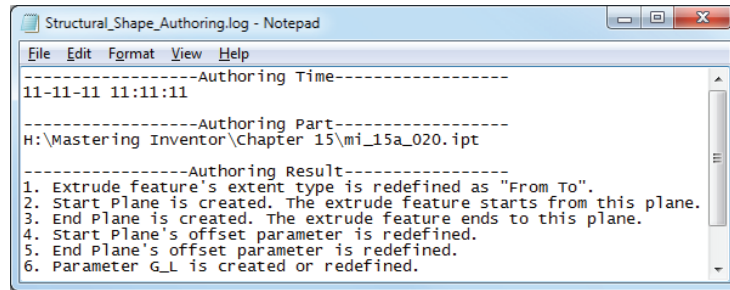 Structural_Shape_Authoring.log - Notepad
File Edit Format View Help
------------------Authoring Time------------------
11-11-11 11:11:11
------------------Authoring Part------------------
H:\Mastering Inventor\Chapter 15\mi_15a_020.ipt
-----------------Authoring Result-----------------
1. Extrude feature's extent type is redefined as "From To".
2. Start Plane is created. The extrude feature starts from this plane.
3. End Plane is created. The extrude feature ends to this plane.
4. Start Plane's offset parameter is redefined.
5. End Plane's offset parameter is redefined.
6. Parameter G_L is created or redefined.